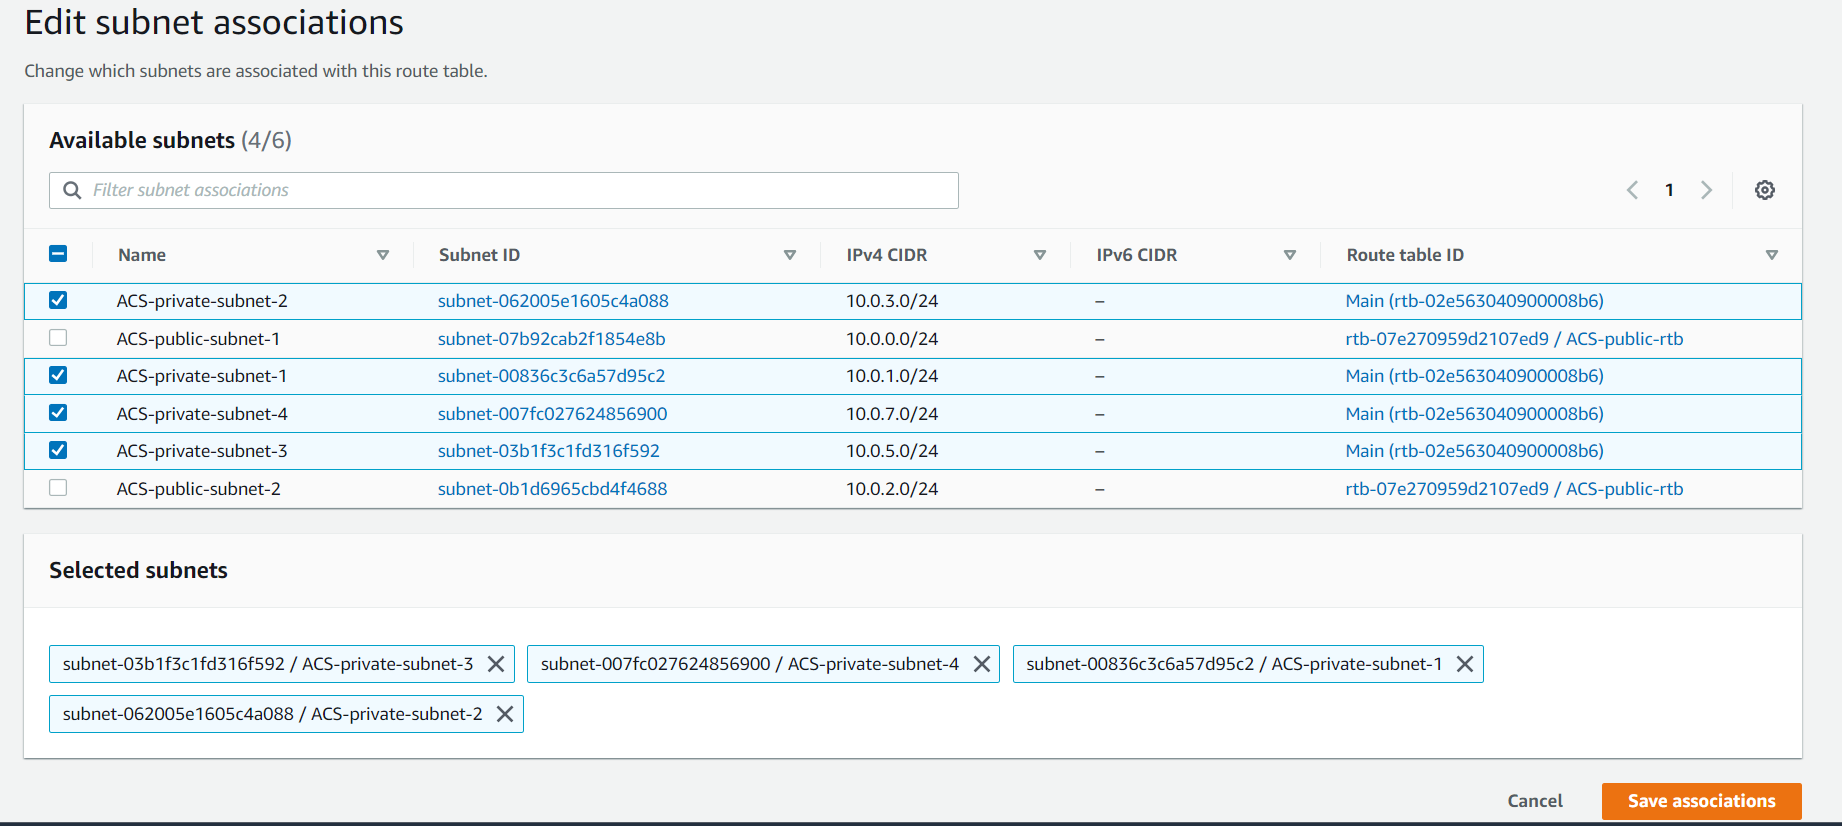 Edit subnet associations
Change which subnets are associated with this route table.
Available subnets (4/6)
Filter subnet associations
1
Name Subnet ID IPv4 CIDR IPv6 CIDR Route table ID
ACS-private-subnet-2 subnet-062005e1605c4a088 10.0.3.0/24 – Main (rtb-02e563040900008b6)
ACS-public-subnet-1 subnet-07b92cab2f1854e8b 10.0.0.0/24 – rtb-07e270959d2107ed9 / ACS-public-rtb
ACS-private-subnet-1 subnet-00836c3c6a57d95c2 10.0.1.0/24 – Main (rtb-02e563040900008b6)
ACS-private-subnet-4 subnet-007fc027624856900 10.0.7.0/24 – Main (rtb-02e563040900008b6)
ACS-private-subnet-3 subnet-03b1f3c1fd316f592 10.0.5.0/24 – Main (rtb-02e563040900008b6)
ACS-public-subnet-2 subnet-0b1d6965cbd4f4688 10.0.2.0/24 – rtb-07e270959d2107ed9 / ACS-public-rtb
Selected subnets
subnet-03b1f3c1fd316f592 / ACS-private-subnet-3 subnet-007fc027624856900 / ACS-private-subnet-4 subnet-00836c3c6a57d95c2 / ACS-private-subnet-1
subnet-062005e1605c4a088 / ACS-private-subnet-2
Cancel Save associations